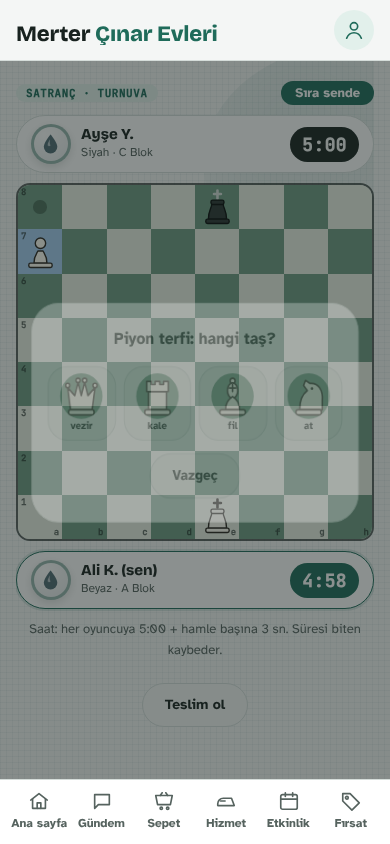 Merter Çınar Evleri
SATRANÇ · TURNUVA
Sıra sende
Ayşe Y.
Siyah · C Blok
5:00
8
7
6
5
Piyon terfi: hangi taş?
4
vezir
kale
fil
at
3
2
Vazgeç
1
a
b
c
d
e
f
g
h
Ali K. (sen)
Beyaz · A Blok
4:58
Saat: her oyuncuya 5:00 + hamle başına 3 sn. Süresi biten
kaybeder.
Teslim ol
Ana sayfa
Gündem
Sepet
Hizmet
Etkinlik
Fırsat